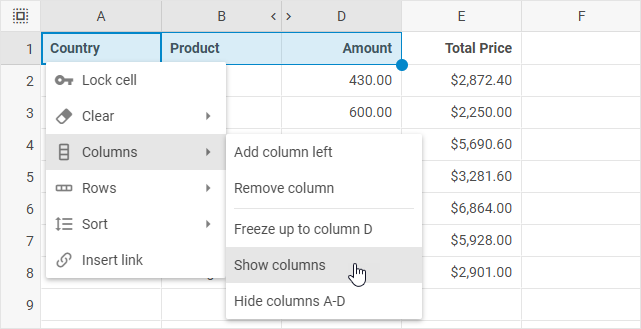 A B < > D E F
1 Country Product Amount Total Price
2 430.00 $2,872.40
3 600.00 $2,250.00
4 $5,690.60
5 $3,281.60
6 $6,864.00
7 $5,928.00
8 $2,901.00
9
Lock cell
Clear
Columns
Rows
Sort
Insert link
Add column left
Remove column
Freeze up to column D
Show columns
Hide columns A-D